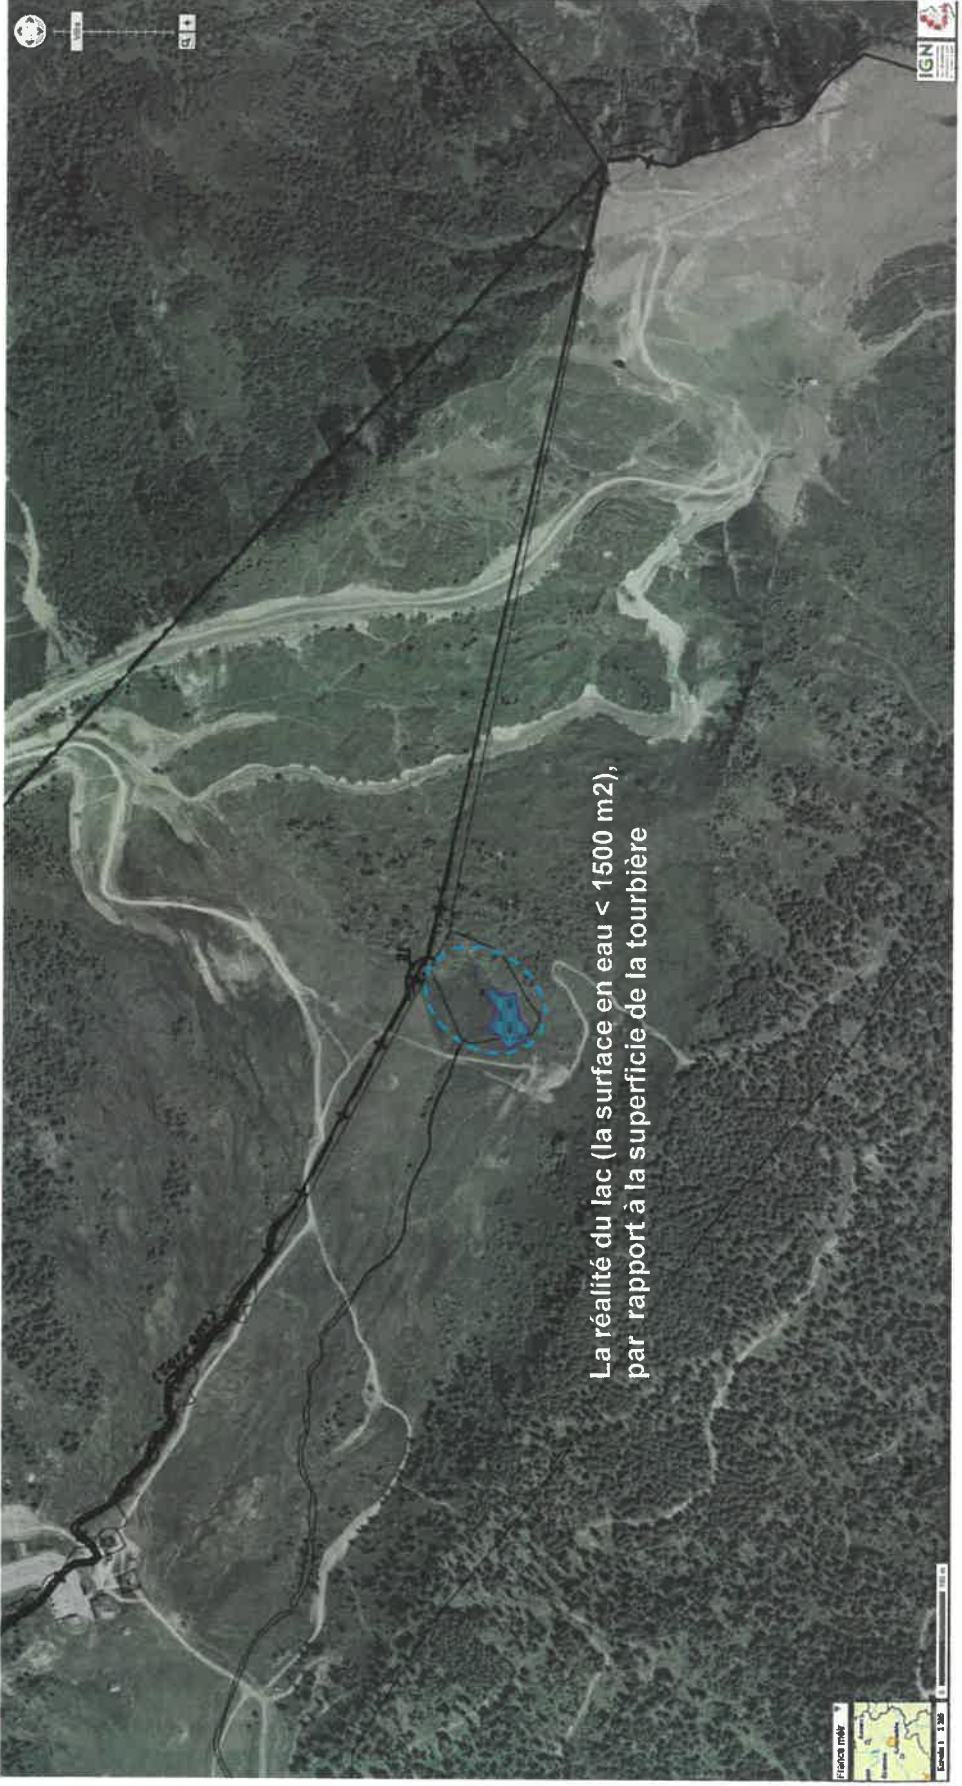 La réalité du lac (la surface en eau < 1500 m2),
par rapport à la superficie de la tourbière
IGN